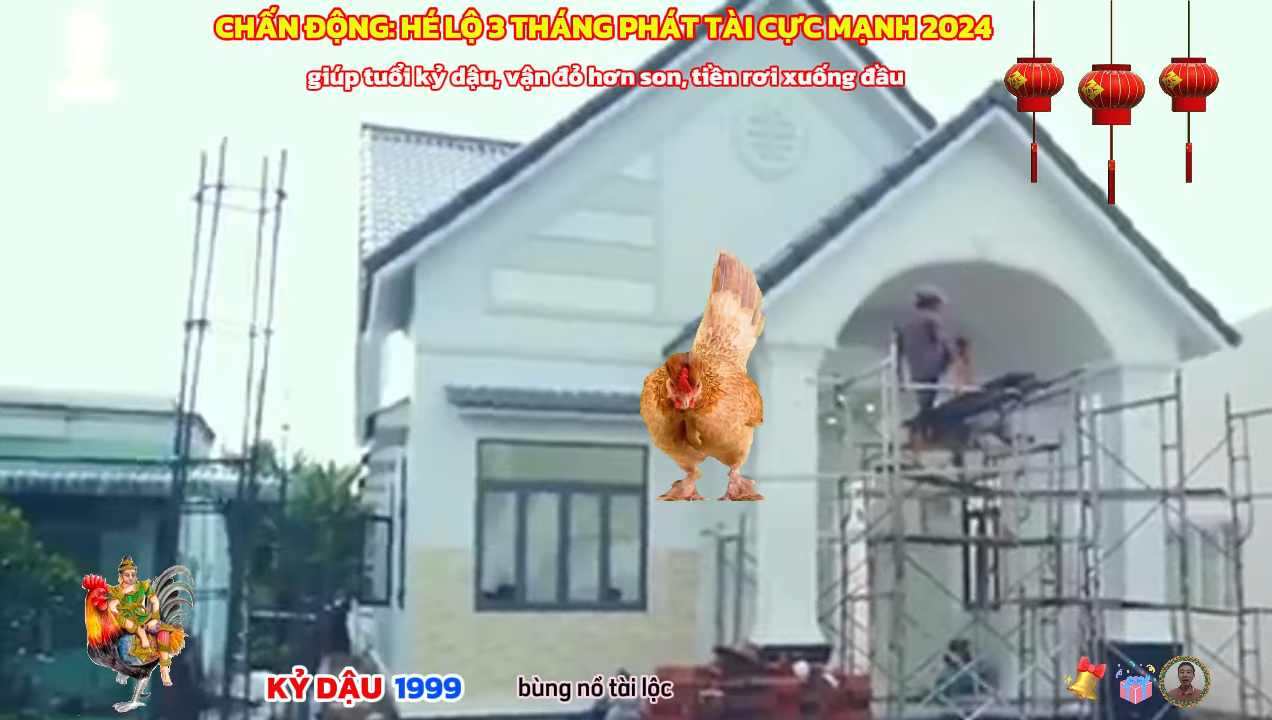 CHẤN ĐỘNG: HÉ LỘ 3 THÁNG PHÁT TÀI CỰC MẠNH 2024
giúp tuổi kỷ dậu, vận đỏ hơn son, tiền rơi xuống đầu
KỶ DẬU 1999
bùng nổ tài lộc